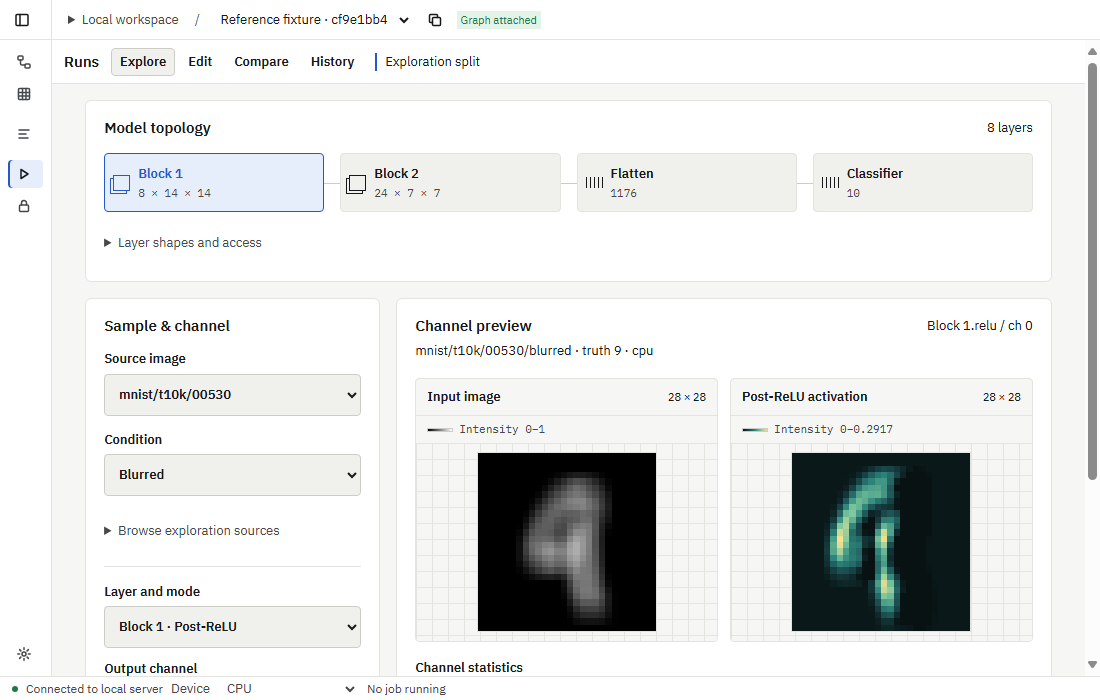 Local workspace / Reference fixture · cf9e1bb4 Graph attached
Runs Explore Edit Compare History Exploration split
Model topology 8 layers
Block 1
8 × 14 × 14
Block 2
24 × 7 × 7
Flatten
1176
Classifier
10
Layer shapes and access
Sample & channel
Source image
mnist/t10k/00530
Condition
Blurred
Browse exploration sources
Layer and mode
Block 1 · Post-ReLU
Output channel
Channel preview Block 1.relu / ch 0
mnist/t10k/00530/blurred · truth 9 · cpu
Input image 28 × 28
Intensity 0–1
Post-ReLU activation 28 × 28
Intensity 0–0.2917
Channel statistics
Connected to local server Device CPU No job running